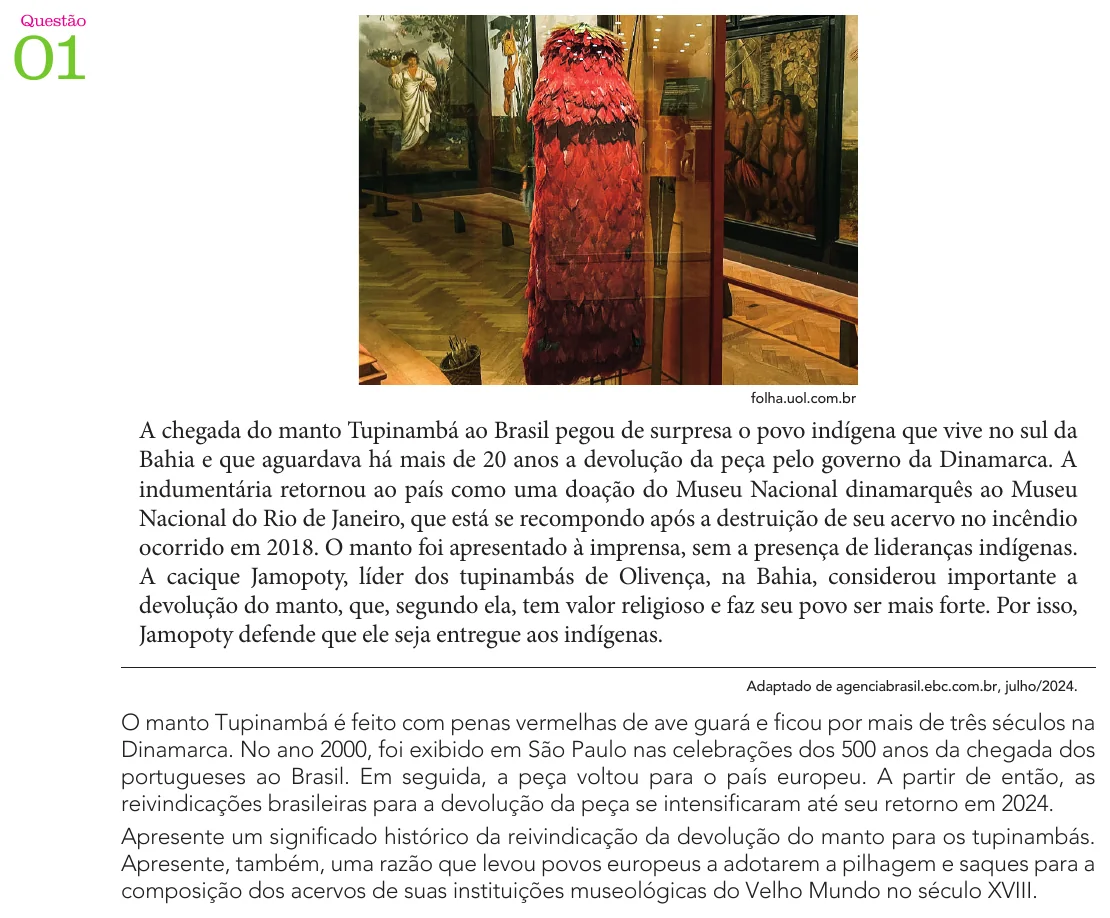 Questão
01
folha.uol.com.br
A chegada do manto Tupinambá ao Brasil pegou de surpresa o povo indígena que vive no sul da
Bahia e que aguardava há mais de 20 anos a devolução da peça pelo governo da Dinamarca. A
indumentária retornou ao país como uma doação do Museu Nacional dinamarquês ao Museu
Nacional do Rio de Janeiro, que está se recompondo após a destruição de seu acervo no incêndio
ocorrido em 2018. O manto foi apresentado à imprensa, sem a presença de lideranças indígenas.
A cacique Jamopoty, líder dos tupinambás de Olivença, na Bahia, considerou importante a
devolução do manto, que, segundo ela, tem valor religioso e faz seu povo ser mais forte. Por isso,
Jamopoty defende que ele seja entregue aos indígenas.
Adaptado de agenciabrasil.ebc.com.br, julho/2024.
O manto Tupinambá é feito com penas vermelhas de ave guará e ficou por mais de três séculos na
Dinamarca. No ano 2000, foi exibido em São Paulo nas celebrações dos 500 anos da chegada dos
portugueses ao Brasil. Em seguida, a peça voltou para o país europeu. A partir de então, as
reivindicações brasileiras para a devolução da peça se intensificaram até seu retorno em 2024.
Apresente um significado histórico da reivindicação da devolução do manto para os tupinambás.
Apresente, também, uma razão que levou povos europeus a adotarem a pilhagem e saques para a
composição dos acervos de suas instituições museológicas do Velho Mundo no século XVIII.